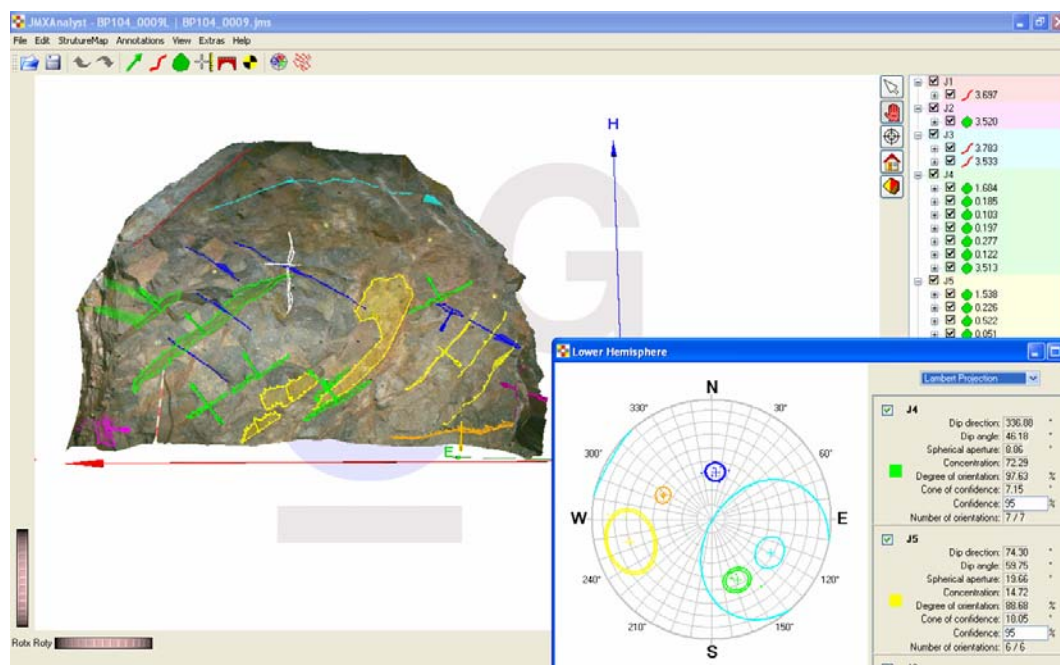 JMXAnalyst - BP104_0009L | BP104_0009.jms
File Edit StrutureMap Annotations View Extras Help
J1
3.697
J2
3.520
J3
3.783
3.533
J4
1.684
0.185
0.103
0.197
0.277
0.122
3.513
J5
1.538
0.226
0.522
0.051
H
G
E
Lower Hemisphere
Lambert Projection
N
330° 30°
300° 60°
W E
240° 120°
210° 150°
S
J4
Dip direction: 336.88 °
Dip angle: 46.18 °
Spherical aperture: 8.06 °
Concentration: 72.29
Degree of orientation: 97.63 %
Cone of confidence: 7.15 °
Confidence: 95 %
Number of orientations: 7 / 7
J5
Dip direction: 74.30 °
Dip angle: 59.75 °
Spherical aperture: 19.66 °
Concentration: 14.72
Degree of orientation: 88.68 %
Cone of confidence: 18.05 °
Confidence: 95 %
Number of orientations: 6 / 6
Rotx Roty